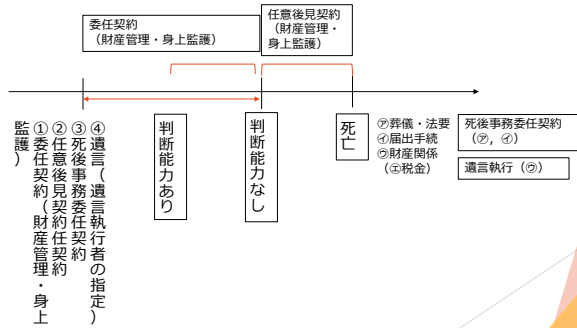 委任契約
（財産管理・身上監護）
任意後見契約
（財産管理・
身上監護）
①委任契約（財産管理・身上
監護）
②任意後見契約任契約
③死後事務委任契約
④遺言（遺言執行者の指定）
判断能力あり
判断能力なし
死亡
㋐葬儀・法要
㋑届出手続
㋒財産関係
（㋓税金）
死後事務委任契約
（㋐，㋑）
遺言執行（㋒）